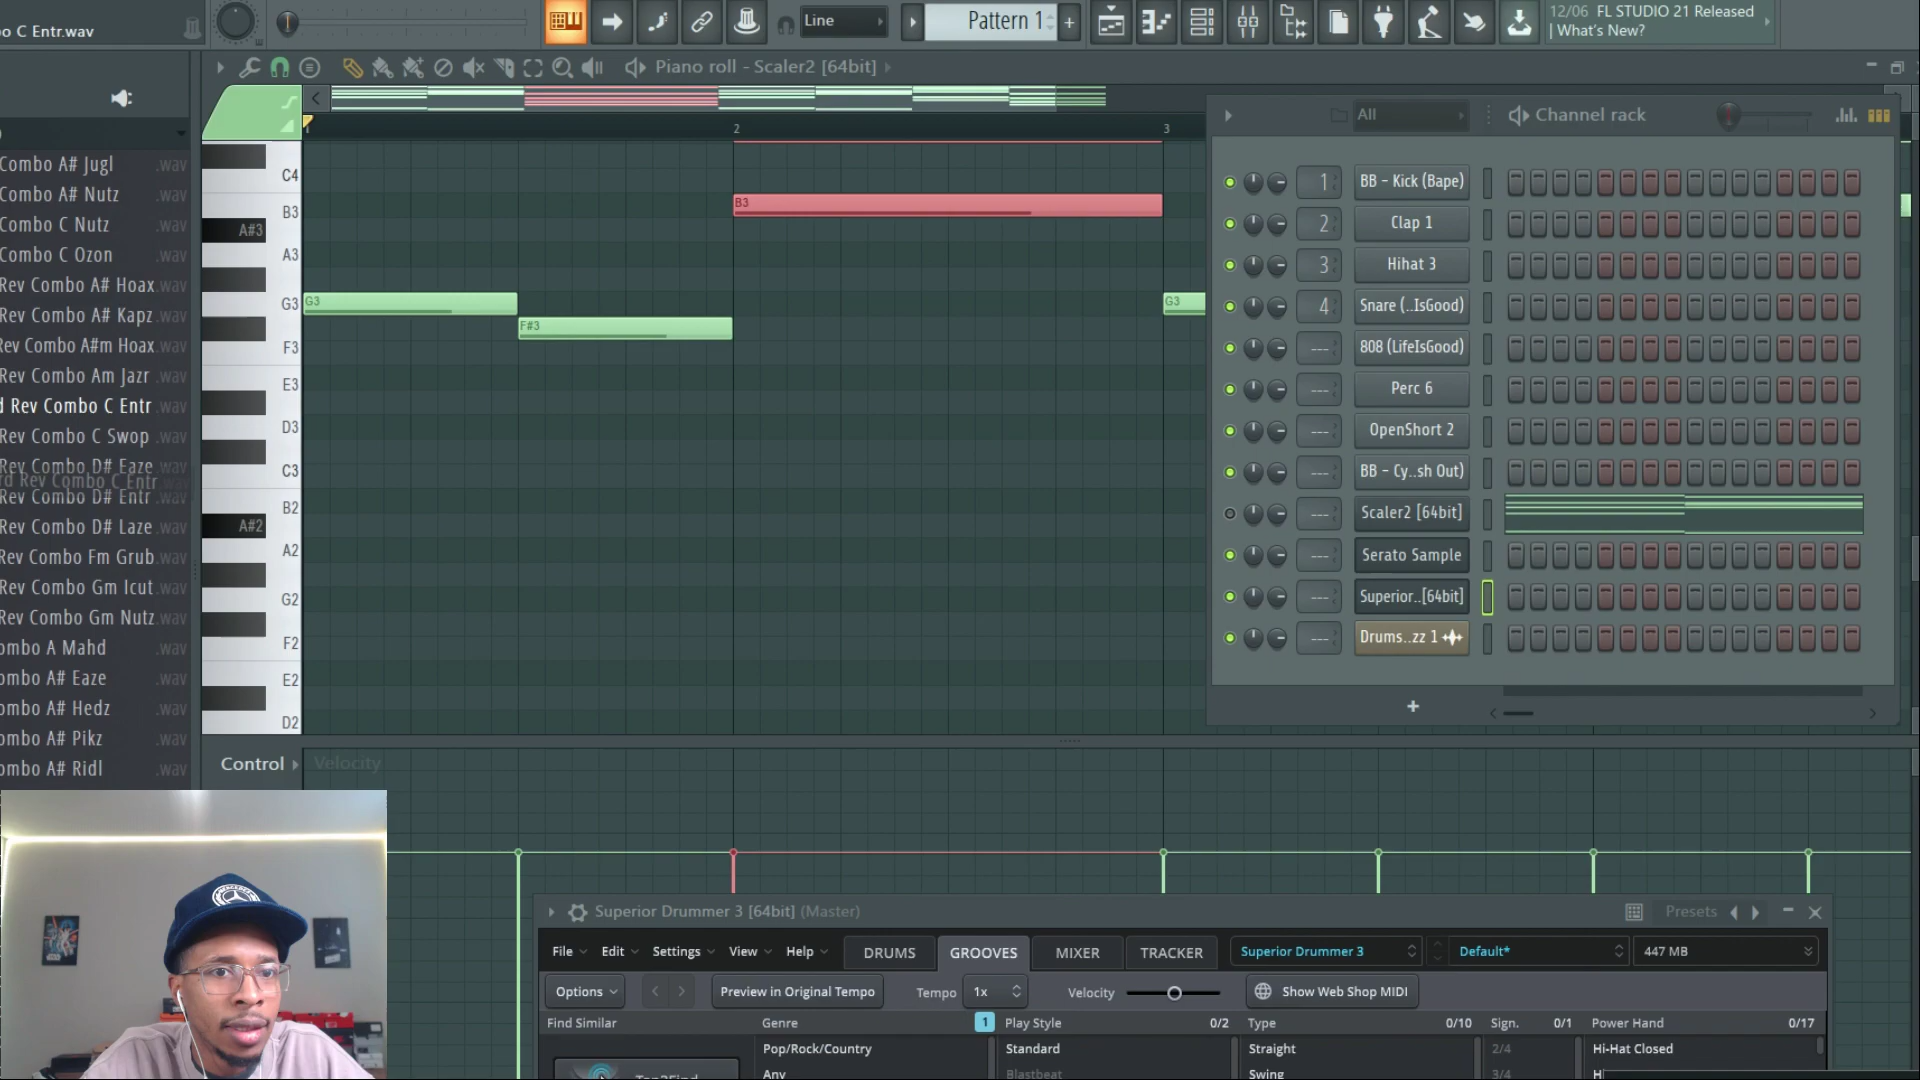 o C Entr.wav
Line
Pattern 1
+
12/06 FL STUDIO 21 Released
| What's New?
Piano roll - Scaler2 [64bit]
Combo A# Jugl .wav
Combo A# Nutz .wav
Combo C Nutz .wav
Combo C Ozon .wav
Rev Combo A# Hoax .wav
Rev Combo A# Kapz .wav
Rev Combo A#m Hoax .wav
Rev Combo Am Jazr .wav
d Rev Combo C Entr .wav
Rev Combo C Swop .wav
Rev Combo D# Eaze .wav
rd Rev Combo C Entr .wav
Rev Combo D# Entr .wav
Rev Combo D# Laze .wav
Rev Combo Fm Grub .wav
Rev Combo Gm Icut .wav
Rev Combo Gm Nutz .wav
ombo A Mahd .wav
ombo A# Eaze .wav
ombo A# Hedz .wav
ombo A# Pikz .wav
ombo A# Ridl .wav
2
3
C4
B3
A#3
A3
G3
F3
E3
D3
C3
B2
A#2
A2
G2
F2
E2
D2
B3
G3
F#3
G3
Control
Velocity
All
Channel rack
1 BB - Kick (Bape)
2 Clap 1
3 Hihat 3
4 Snare (..IsGood)
--- 808 (LifeIsGood)
--- Perc 6
--- OpenShort 2
--- BB - Cy..sh Out)
--- Scaler2 [64bit]
--- Serato Sample
--- Superior..[64bit]
--- Drums..zz 1
+
Superior Drummer 3 [64bit] (Master)
Presets
File Edit Settings View Help DRUMS GROOVES MIXER TRACKER Superior Drummer 3 Default* 447 MB
Options Preview in Original Tempo Tempo 1x Velocity Show Web Shop MIDI
Find Similar Genre 1 Play Style 0/2 Type 0/10 Sign. 0/1 Power Hand 0/17
Pop/Rock/Country Standard Straight 2/4 Hi-Hat Closed
Any Blastbeat Swing 3/4
Tap2Find